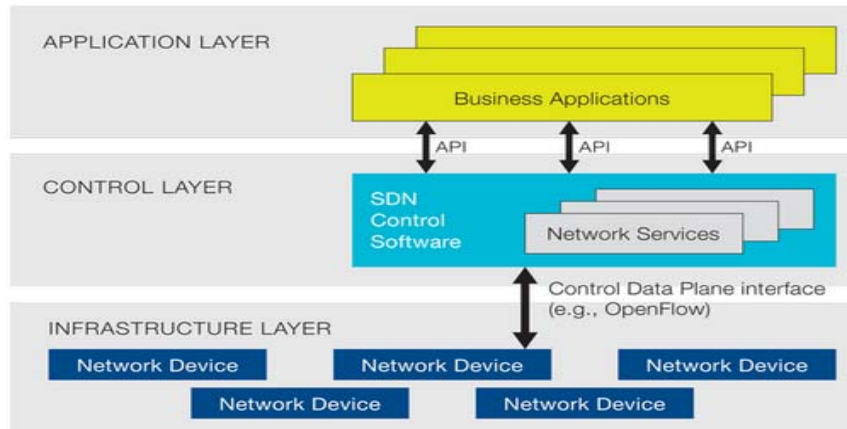 APPLICATION LAYER
Business Applications
API
API
API
CONTROL LAYER
SDN
Control
Software
Network Services
Control Data Plane interface
(e.g., OpenFlow)
INFRASTRUCTURE LAYER
Network Device
Network Device
Network Device
Network Device
Network Device